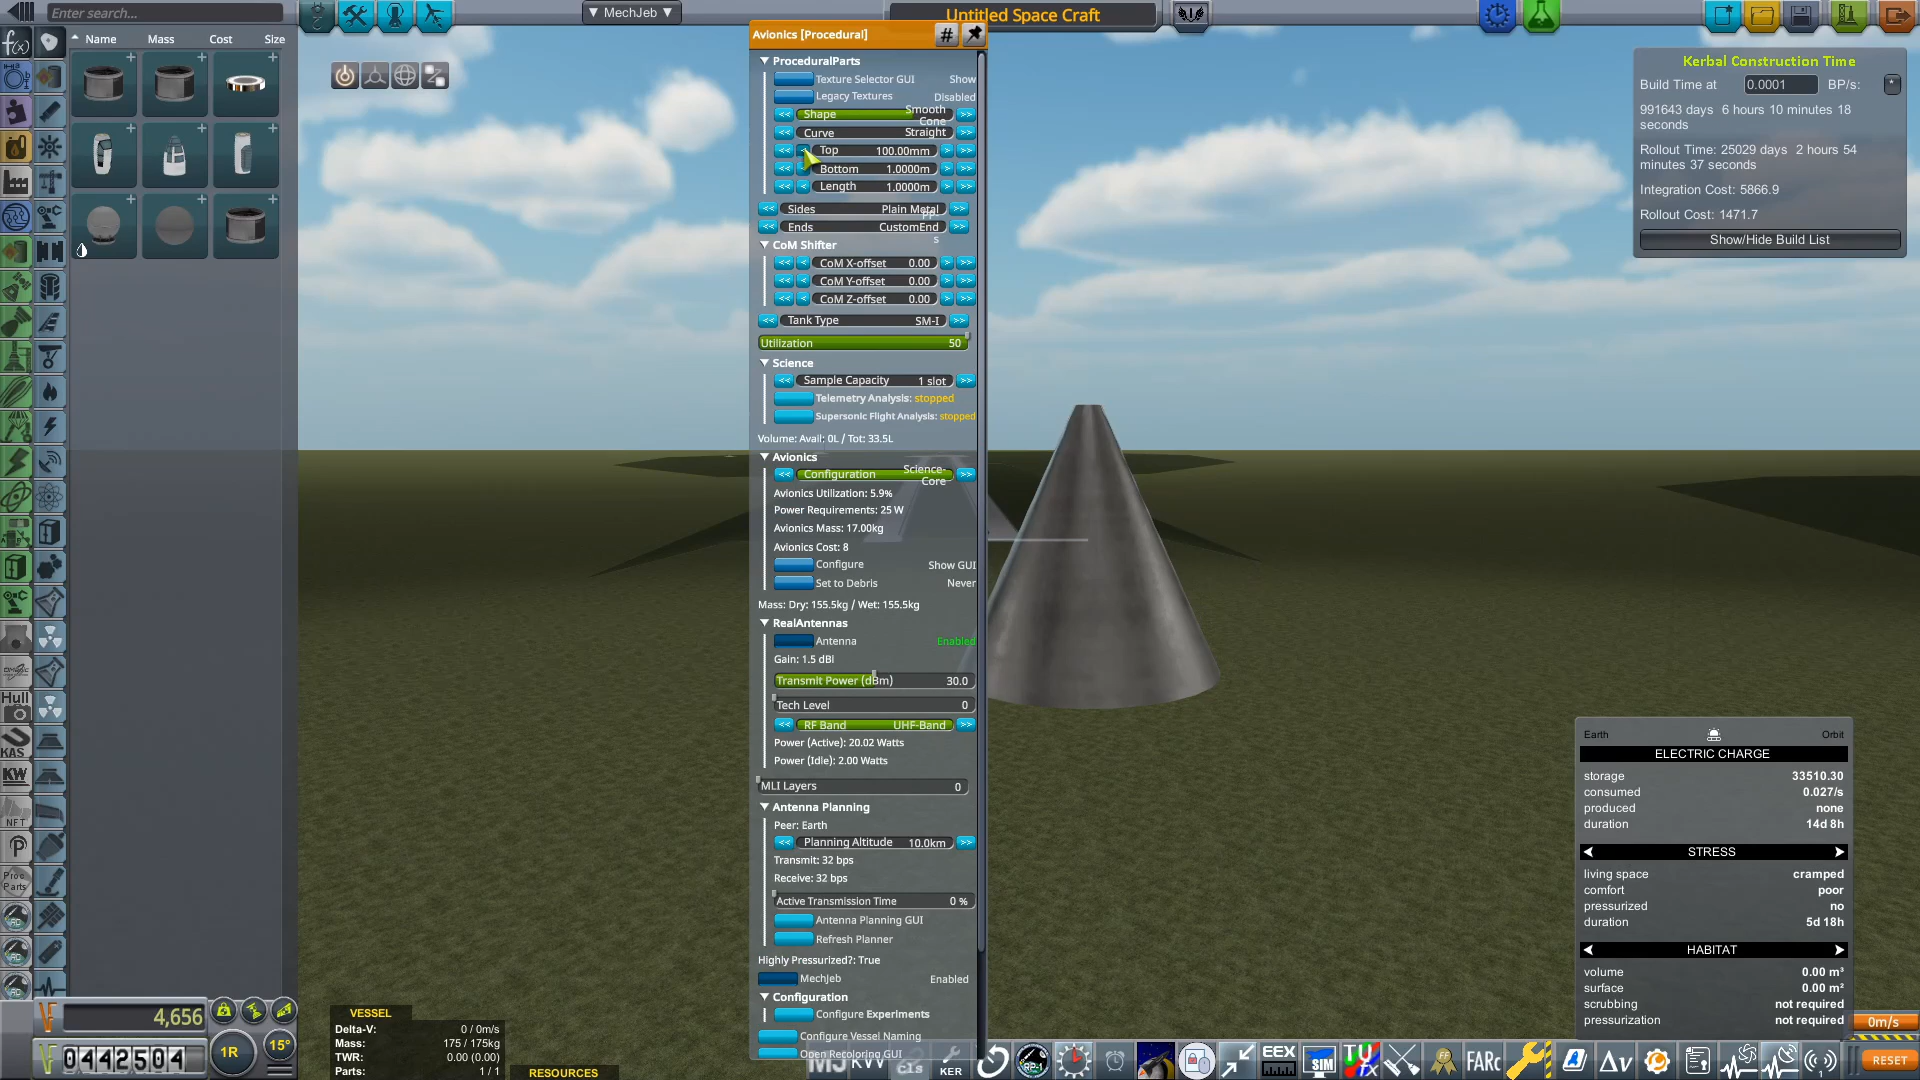 Enter search...
▼ MechJeb ▼
Untitled Space Craft
Name Mass Cost Size
Avionics [Procedural] #
▼ ProceduralParts
Texture Selector GUI Show
Legacy Textures Disabled
<< Shape Smooth Cone >>
<< Curve Straight >>
<< < Top 100.00mm > >>
<< < Bottom 1.0000m > >>
<< < Length 1.0000m > >>
<< Sides Plain Metal >>
<< Ends CustomEnd >>
▼ CoM Shifter
<< < CoM X-offset 0.00 > >>
<< < CoM Y-offset 0.00 > >>
<< < CoM Z-offset 0.00 > >>
<< Tank Type SM-I >>
Utilization 50
▼ Science
<< Sample Capacity 1 slot >>
Telemetry Analysis: stopped
Supersonic Flight Analysis: stopped
Volume: Avail: 0L / Tot: 33.5L
▼ Avionics
<< Configuration Science-Core >>
Avionics Utilization: 5.9%
Power Requirements: 25 W
Avionics Mass: 17.00kg
Avionics Cost: 8
Configure Show GUI
Set to Debris Never
Mass: Dry: 155.5kg / Wet: 155.5kg
▼ RealAntennas
Antenna Enabled
Gain: 1.5 dBi
Transmit Power (dBm) 30.0
Tech Level 0
<< RF Band UHF-Band >>
Power (Active): 20.02 Watts
Power (Idle): 2.00 Watts
MLI Layers 0
▼ Antenna Planning
Peer: Earth
<< Planning Altitude 10.0km >>
Transmit: 32 bps
Receive: 32 bps
Active Transmission Time 0 %
Antenna Planning GUI
Refresh Planner
Highly Pressurized?: True
MechJeb Enabled
▼ Configuration
Configure Experiments
Configure Vessel Naming
Open Recoloring GUI
Kerbal Construction Time
Build Time at 0.0001 BP/s: *
991643 days 6 hours 10 minutes 18
seconds
Rollout Time: 25029 days 2 hours 54
minutes 37 seconds
Integration Cost: 5866.9
Rollout Cost: 1471.7
Show/Hide Build List
Earth Orbit
ELECTRIC CHARGE
storage 33510.30
consumed 0.027/s
produced none
duration 14d 8h
STRESS
living space cramped
comfort poor
pressurized no
duration 5d 18h
HABITAT
volume 0.00 m³
surface 0.00 m²
scrubbing not required
pressurization not required
0m/s
f(x)
Hull
KAS
KW
NFT
Proc
Parts
4,656
0442504
1R
15°
VESSEL
Delta-V: 0 / 0m/s
Mass: 175 / 175kg
TWR: 0.00 (0.00)
Parts: 1 / 1
RESOURCES
cls
KER
RP-1
EEX
SIM
FARc
Δv
RESET